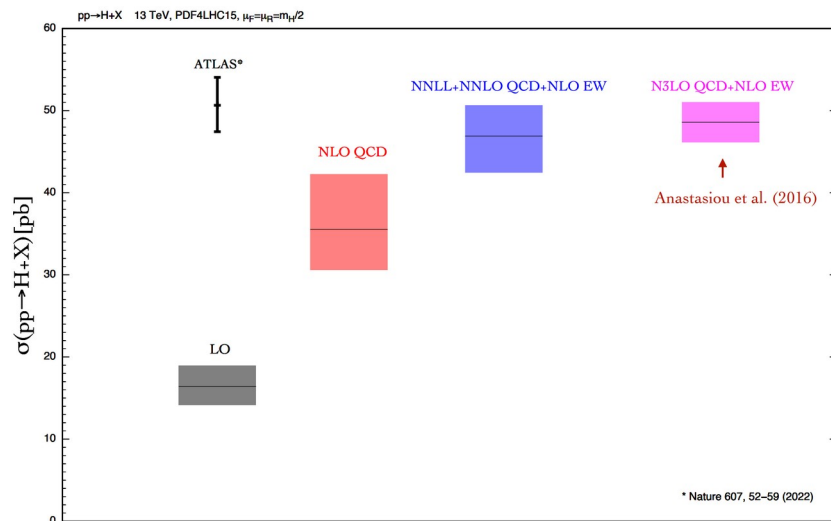 pp→H+X 13 TeV, PDF4LHC15, μF=μR=mH/2
60
ATLAS*
50
40
30
20
10
0
σ(pp→H+X)[pb]
LO
NLO QCD
NNLL+NNLO QCD+NLO EW
N3LO QCD+NLO EW
Anastasiou et al. (2016)
* Nature 607, 52–59 (2022)